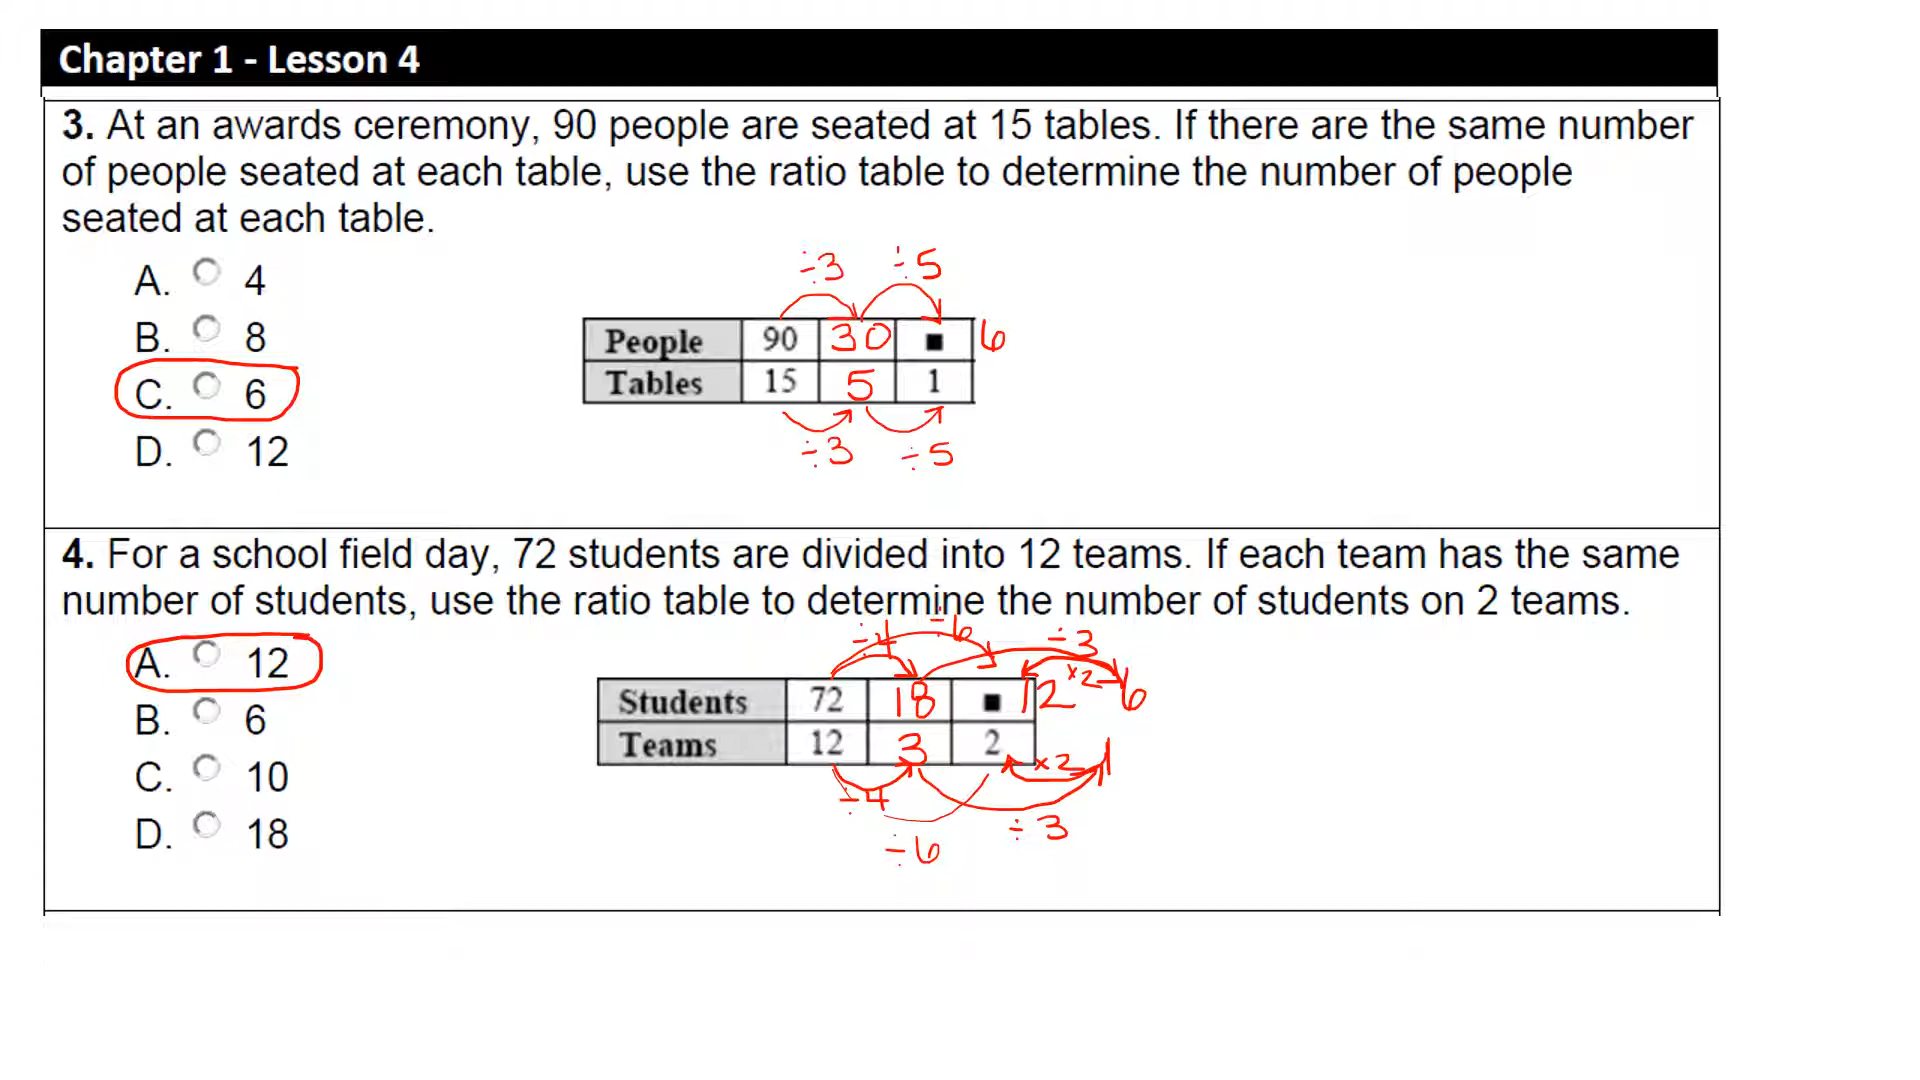 Chapter 1 - Lesson 4
3. At an awards ceremony, 90 people are seated at 15 tables. If there are the same number
of people seated at each table, use the ratio table to determine the number of people
seated at each table.
A. 4
B. 8
C. 6
D. 12
÷3 ÷5
People 90 30 ■ 6
Tables 15 5 1
÷3 ÷5
4. For a school field day, 72 students are divided into 12 teams. If each team has the same
number of students, use the ratio table to determine the number of students on 2 teams.
A. 12
B. 6
C. 10
D. 18
÷4 ÷6 ÷3
×2
Students 72 18 ■ 12 6
Teams 12 3 2 ×2 1
÷4
÷6 ÷3